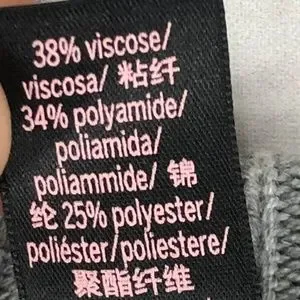 38% viscose/
viscosa/ 粘纤
34% polyamide/
poliamida/
poliammide/ 锦
纶 25% polyester/
poliéster/poliestere/
聚酯纤维